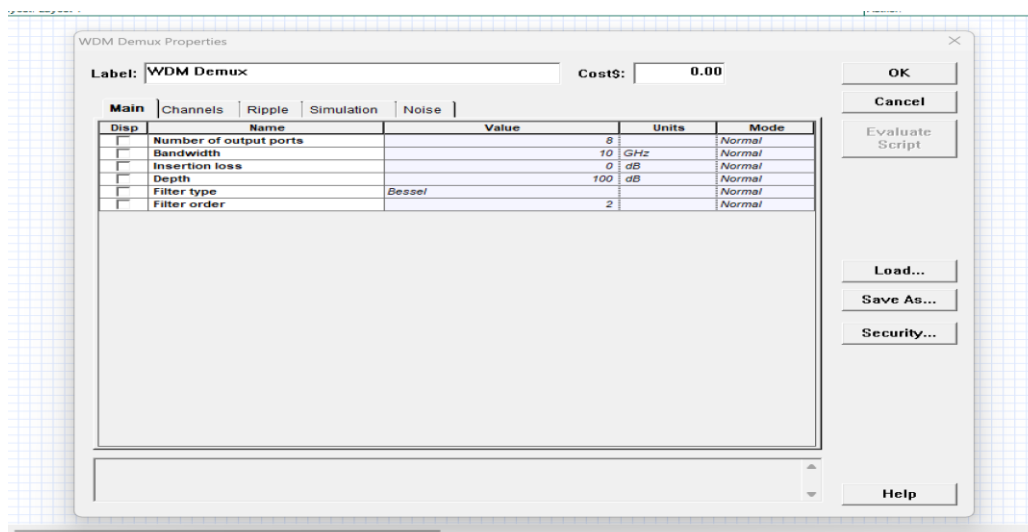 WDM Demux Properties
Label: WDM Demux Cost$: 0.00
OK
Cancel
Evaluate Script
Main Channels Ripple Simulation Noise
Disp Name Value Units Mode
Number of output ports 8 Normal
Bandwidth 10 GHz Normal
Insertion loss 0 dB Normal
Depth 100 dB Normal
Filter type Bessel Normal
Filter order 2 Normal
Load...
Save As...
Security...
Help